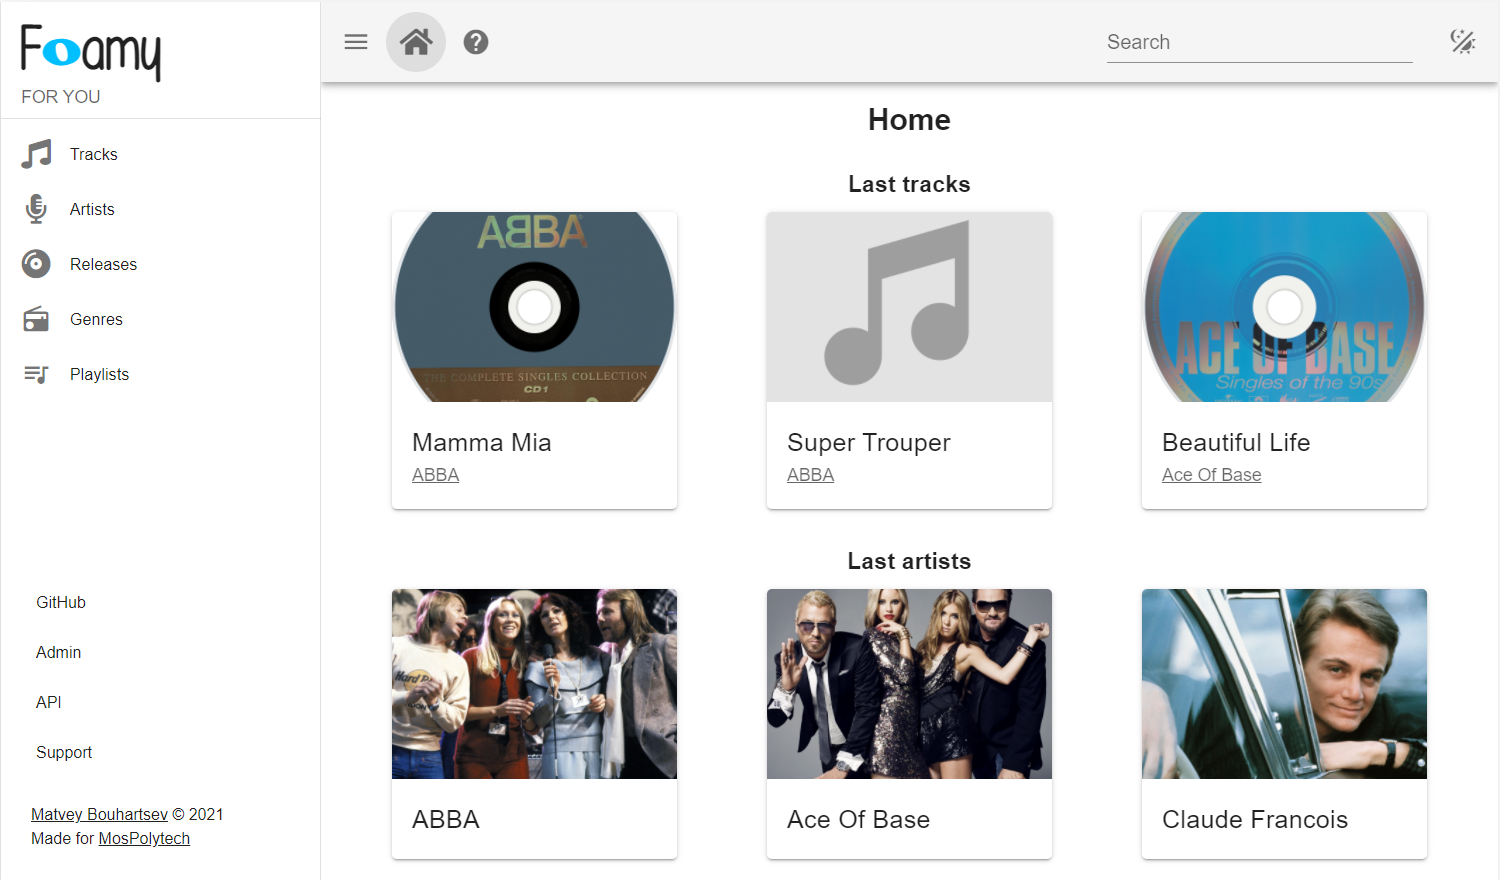 Foamy
FOR YOU
Search
Tracks
Artists
Releases
Genres
Playlists
GitHub
Admin
API
Support
Matvey Bouhartsev © 2021
Made for MosPolytech
Home
Last tracks
ABBA
THE COMPLETE SINGLES COLLECTION
CD1
ACE OF BASE
Singles of the 90s
Mamma Mia
ABBA
Super Trouper
ABBA
Beautiful Life
Ace Of Base
Last artists
ABBA
Ace Of Base
Claude Francois